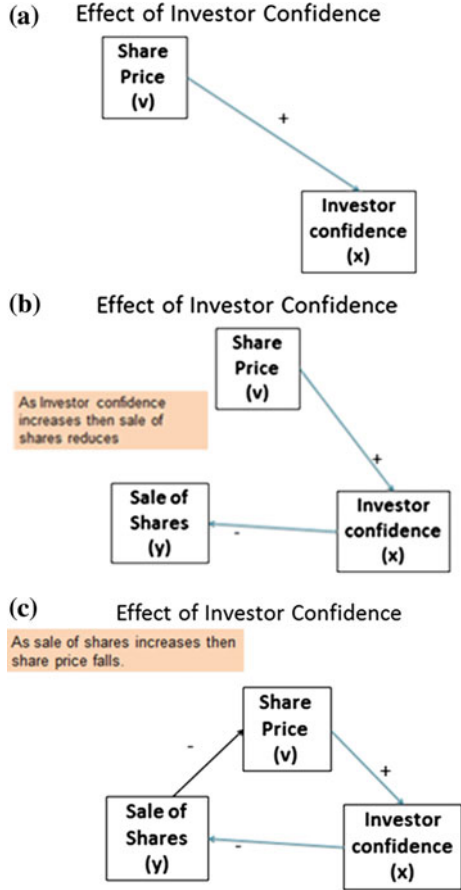 (a) Effect of Investor Confidence
Share
Price
(v)
+
Investor
confidence
(x)
(b) Effect of Investor Confidence
Share
Price
(v)
As Investor confidence
increases then sale of
shares reduces
+
Sale of
Shares
(y)
-
Investor
confidence
(x)
(c) Effect of Investor Confidence
As sale of shares increases then
share price falls.
Share
Price
(v)
-
+
Sale of
Shares
(y)
-
Investor
confidence
(x)